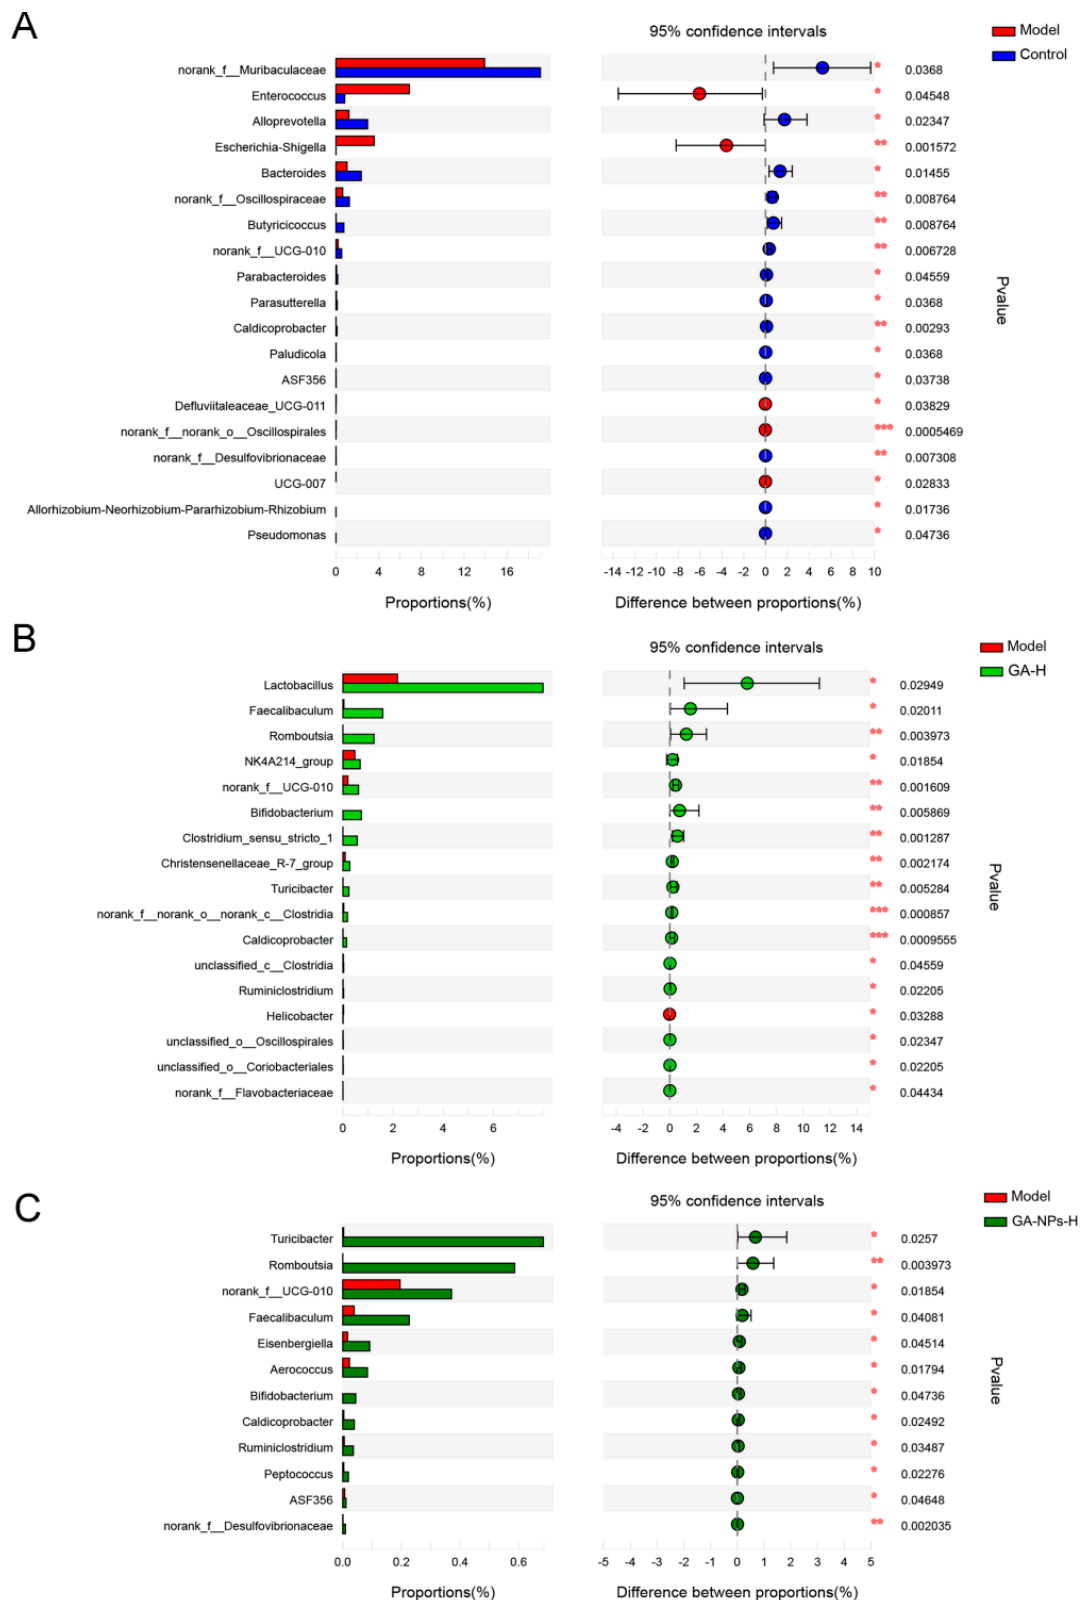 A
95% confidence intervals
Model
Control
norank_f__Muribaculaceae * 0.0368
Enterococcus * 0.04548
Alloprevotella * 0.02347
Escherichia-Shigella ** 0.001572
Bacteroides * 0.01455
norank_f__Oscillospiraceae ** 0.008764
Butyricicoccus ** 0.008764
norank_f__UCG-010 ** 0.006728
Parabacteroides * 0.04559
Parasutterella * 0.0368
Caldicoprobacter ** 0.00293
Paludicola * 0.0368
ASF356 * 0.03738
Defluviitaleaceae_UCG-011 * 0.03829
norank_f__norank_o__Oscillospirales *** 0.0005469
norank_f__Desulfovibrionaceae ** 0.007308
UCG-007 * 0.02833
Allorhizobium-Neorhizobium-Pararhizobium-Rhizobium * 0.01736
Pseudomonas * 0.04736
Pvalue
0 4 8 12 16 -14 -12 -10 -8 -6 -4 -2 0 2 4 6 8 10
Proportions(%) Difference between proportions(%)
B
95% confidence intervals
Model
GA-H
Lactobacillus * 0.02949
Faecalibaculum * 0.02011
Romboutsia ** 0.003973
NK4A214_group * 0.01854
norank_f__UCG-010 ** 0.001609
Bifidobacterium ** 0.005869
Clostridium_sensu_stricto_1 ** 0.001287
Christensenellaceae_R-7_group ** 0.002174
Turicibacter ** 0.005284
norank_f__norank_o__norank_c__Clostridia *** 0.000857
Caldicoprobacter *** 0.0009555
unclassified_c__Clostridia * 0.04559
Ruminiclostridium * 0.02205
Helicobacter * 0.03288
unclassified_o__Oscillospirales * 0.02347
unclassified_o__Coriobacteriales * 0.02205
norank_f__Flavobacteriaceae * 0.04434
Pvalue
0 2 4 6 -4 -2 0 2 4 6 8 10 12 14
Proportions(%) Difference between proportions(%)
C
95% confidence intervals
Model
GA-NPs-H
Turicibacter * 0.0257
Romboutsia ** 0.003973
norank_f__UCG-010 * 0.01854
Faecalibaculum * 0.04081
Eisenbergiella * 0.04514
Aerococcus * 0.01794
Bifidobacterium * 0.04736
Caldicoprobacter * 0.02492
Ruminiclostridium * 0.03487
Peptococcus * 0.02276
ASF356 * 0.04648
norank_f__Desulfovibrionaceae ** 0.002035
Pvalue
0.0 0.2 0.4 0.6 -5 -4 -3 -2 -1 0 1 2 3 4 5
Proportions(%) Difference between proportions(%)